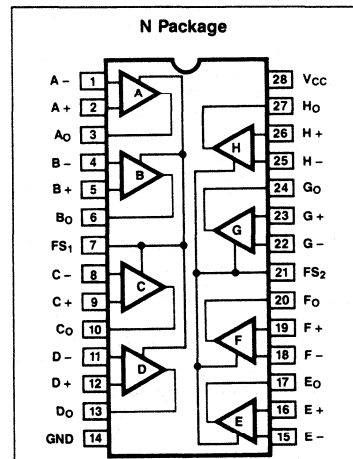 N Package
A- 1 A 28 VCC
A+ 2 27 HO
AO 3 H 26 H+
B- 4 B 25 H-
B+ 5 24 GO
BO 6 G 23 G+
FS1 7 22 G-
C- 8 C 21 FS2
C+ 9 20 FO
CO 10 F 19 F+
D- 11 D 18 F-
D+ 12 17 EO
DO 13 E 16 E+
GND 14 15 E-